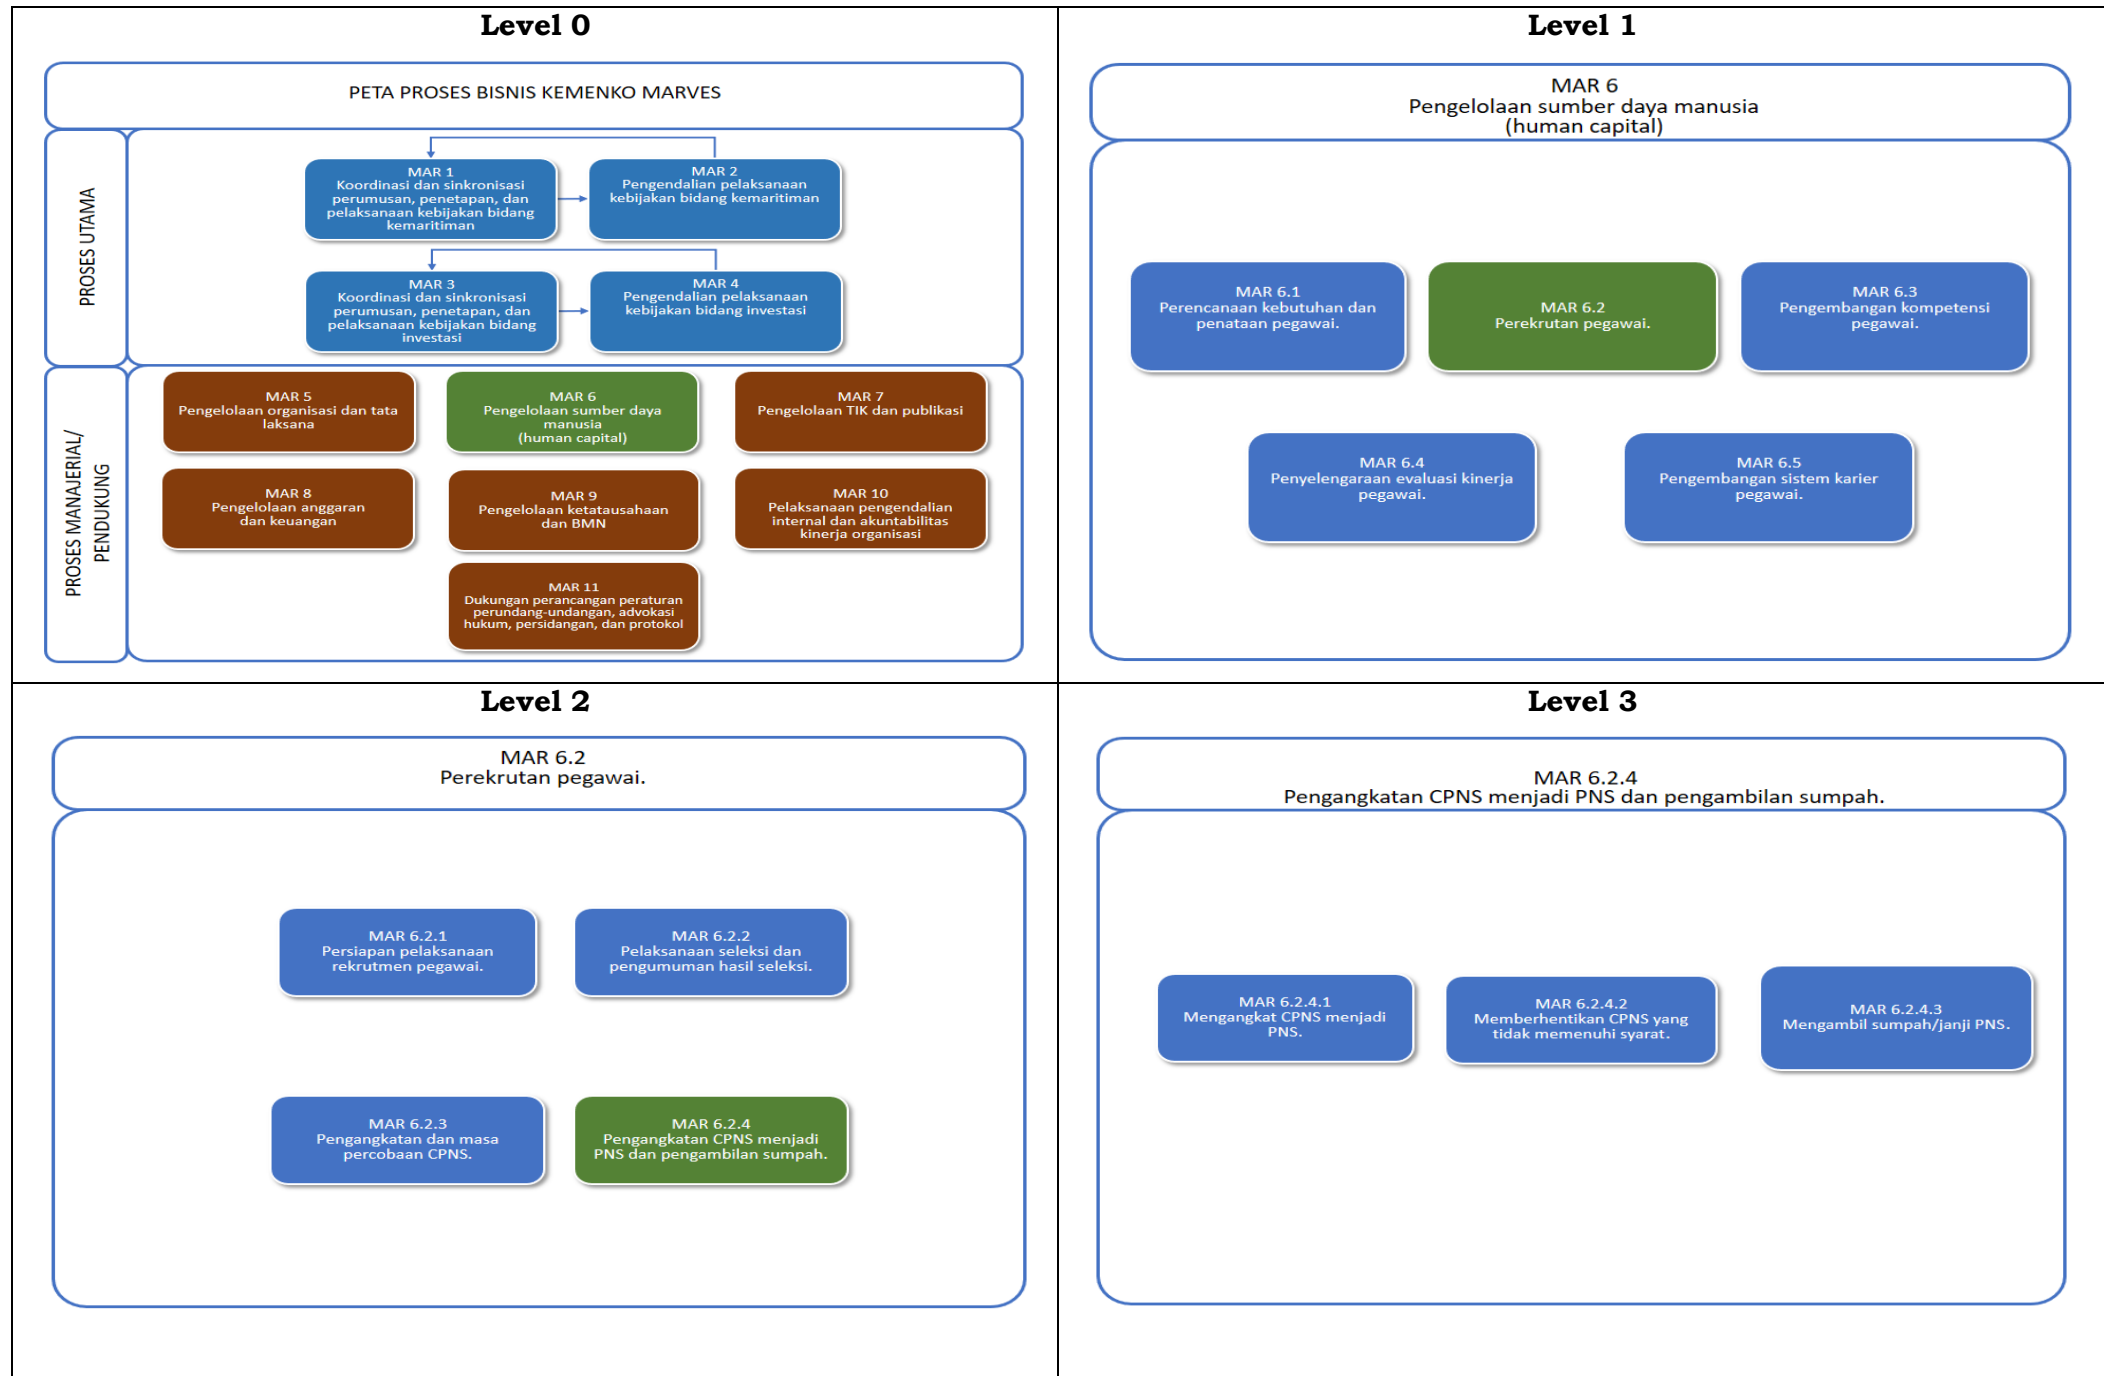 Level 0
PETA PROSES BISNIS KEMENKO MARVES
PROSES UTAMA
MAR 1
Koordinasi dan sinkronisasi
perumusan, penetapan, dan
pelaksanaan kebijakan bidang
kemaritiman
MAR 2
Pengendalian pelaksanaan
kebijakan bidang kemaritiman
MAR 3
Koordinasi dan sinkronisasi
perumusan, penetapan, dan
pelaksanaan kebijakan bidang
investasi
MAR 4
Pengendalian pelaksanaan
kebijakan bidang investasi
PROSES MANAJERIAL/
PENDUKUNG
MAR 5
Pengelolaan organisasi dan tata
laksana
MAR 6
Pengelolaan sumber daya
manusia
(human capital)
MAR 7
Pengelolaan TIK dan publikasi
MAR 8
Pengelolaan anggaran
dan keuangan
MAR 9
Pengelolaan ketatausahaan
dan BMN
MAR 10
Pelaksanaan pengendalian
internal dan akuntabilitas
kinerja organisasi
MAR 11
Dukungan perancangan peraturan
perundang-undangan, advokasi
hukum, persidangan, dan protokol
Level 1
MAR 6
Pengelolaan sumber daya manusia
(human capital)
MAR 6.1
Perencanaan kebutuhan dan
penataan pegawai.
MAR 6.2
Perekrutan pegawai.
MAR 6.3
Pengembangan kompetensi
pegawai.
MAR 6.4
Penyelengaraan evaluasi kinerja
pegawai.
MAR 6.5
Pengembangan sistem karier
pegawai.
Level 2
MAR 6.2
Perekrutan pegawai.
MAR 6.2.1
Persiapan pelaksanaan
rekrutmen pegawai.
MAR 6.2.2
Pelaksanaan seleksi dan
pengumuman hasil seleksi.
MAR 6.2.3
Pengangkatan dan masa
percobaan CPNS.
MAR 6.2.4
Pengangkatan CPNS menjadi
PNS dan pengambilan sumpah.
Level 3
MAR 6.2.4
Pengangkatan CPNS menjadi PNS dan pengambilan sumpah.
MAR 6.2.4.1
Mengangkat CPNS menjadi
PNS.
MAR 6.2.4.2
Memberhentikan CPNS yang
tidak memenuhi syarat.
MAR 6.2.4.3
Mengambil sumpah/janji PNS.